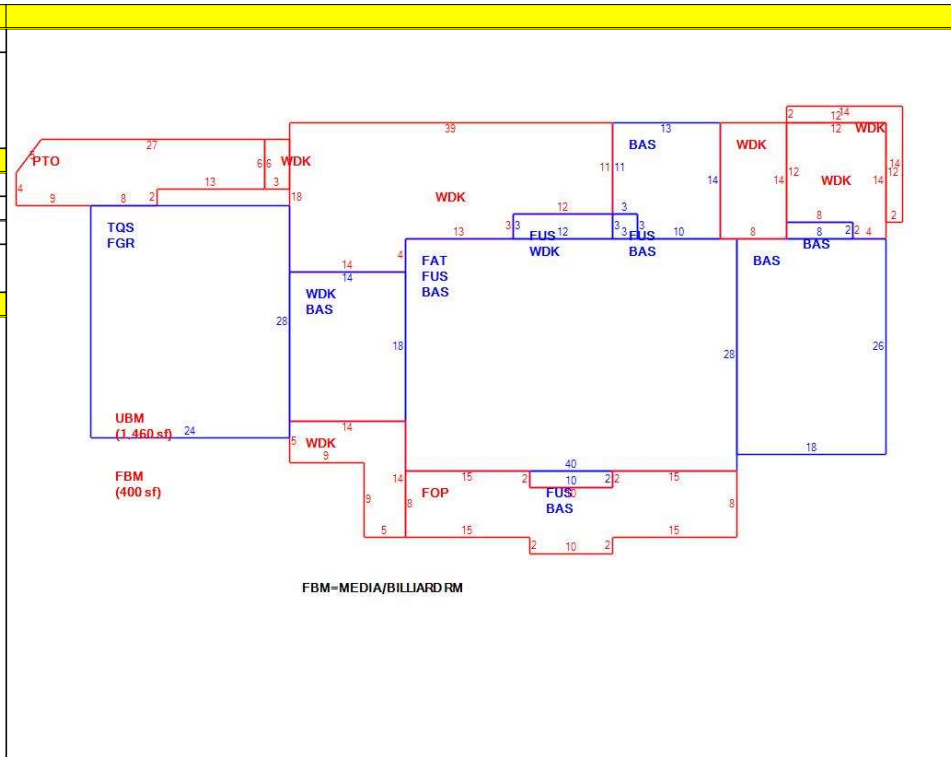 2 14
12
39 13 12
BAS WDK WDK
27
5
PTO 6 6 WDK 11 11
14
12 14 12
14 14
WDK
4 13 3
WDK
9 8 2 18
12 3 8 2
TQS
FGR
3 3 3 3
13 FUS 12 3 FUS 10 8 8 2 2 4
WDK BAS BAS
4
14 FAT BAS
14 FUS
WDK BAS
BAS
28 18 28 26
UBM 14
(1,460 sf) 24
5 WDK 18
9
40
FBM 14 15 2 10 2 2 15
(400 sf) FOP 10
FUS
BAS
9 8 8
5 15 15
2 10 2
FBM=MEDIA/BILLIARD RM